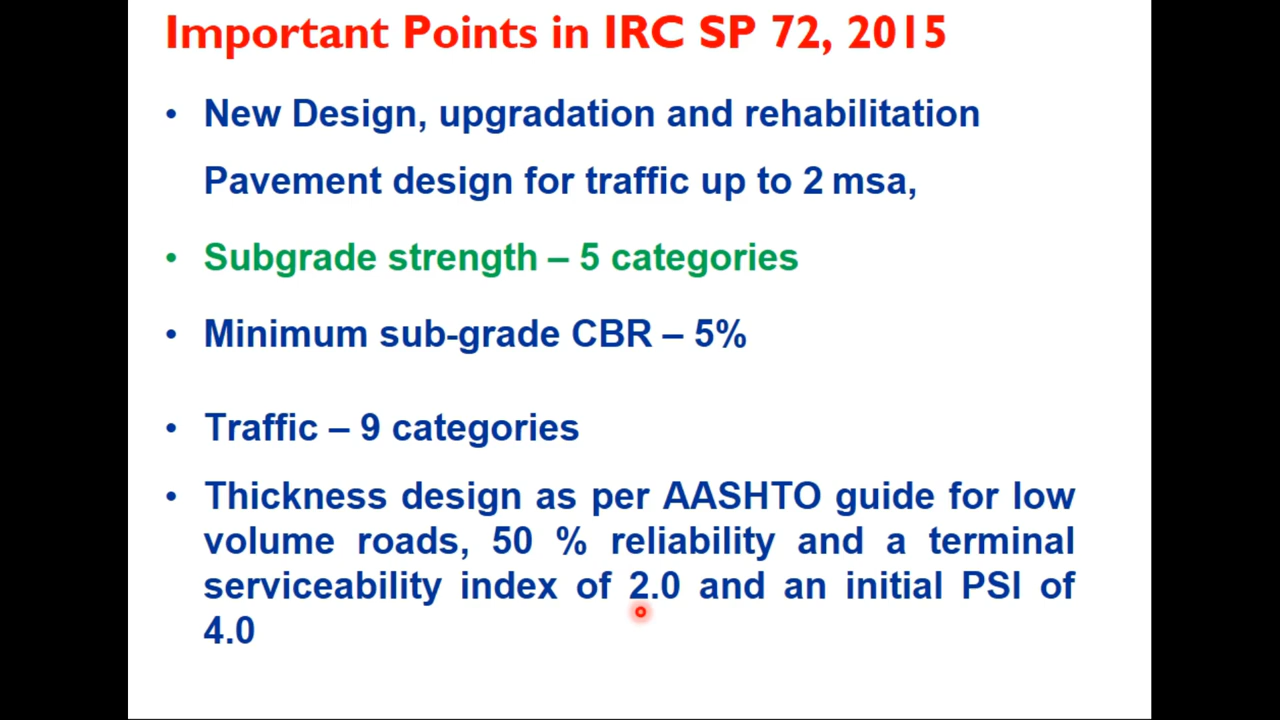 Important Points in IRC SP 72, 2015
• New Design, upgradation and rehabilitation
Pavement design for traffic up to 2 msa,
• Subgrade strength – 5 categories
• Minimum sub-grade CBR – 5%
• Traffic – 9 categories
• Thickness design as per AASHTO guide for low
volume roads, 50 % reliability and a terminal
serviceability index of 2.0 and an initial PSI of
4.0